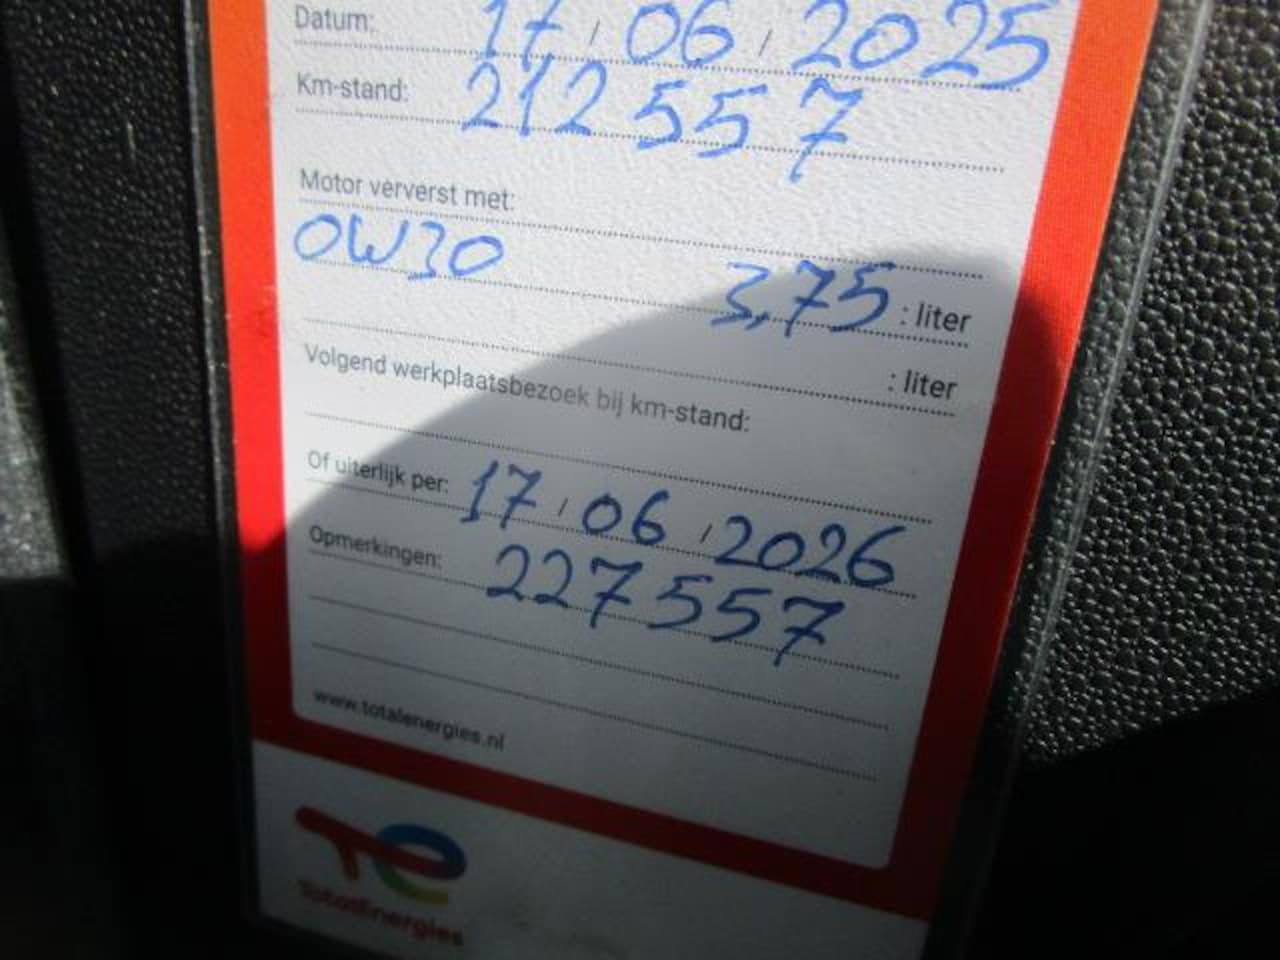 Datum: 17 / 06 / 2025
Km-stand: 212557
Motor ververst met:
0W30 3,75 : liter
: liter
Volgend werkplaatsbezoek bij km-stand:
Of uiterlijk per: 17 / 06 / 2026
Opmerkingen: 227557
www.totalenergies.nl
TotalEnergies